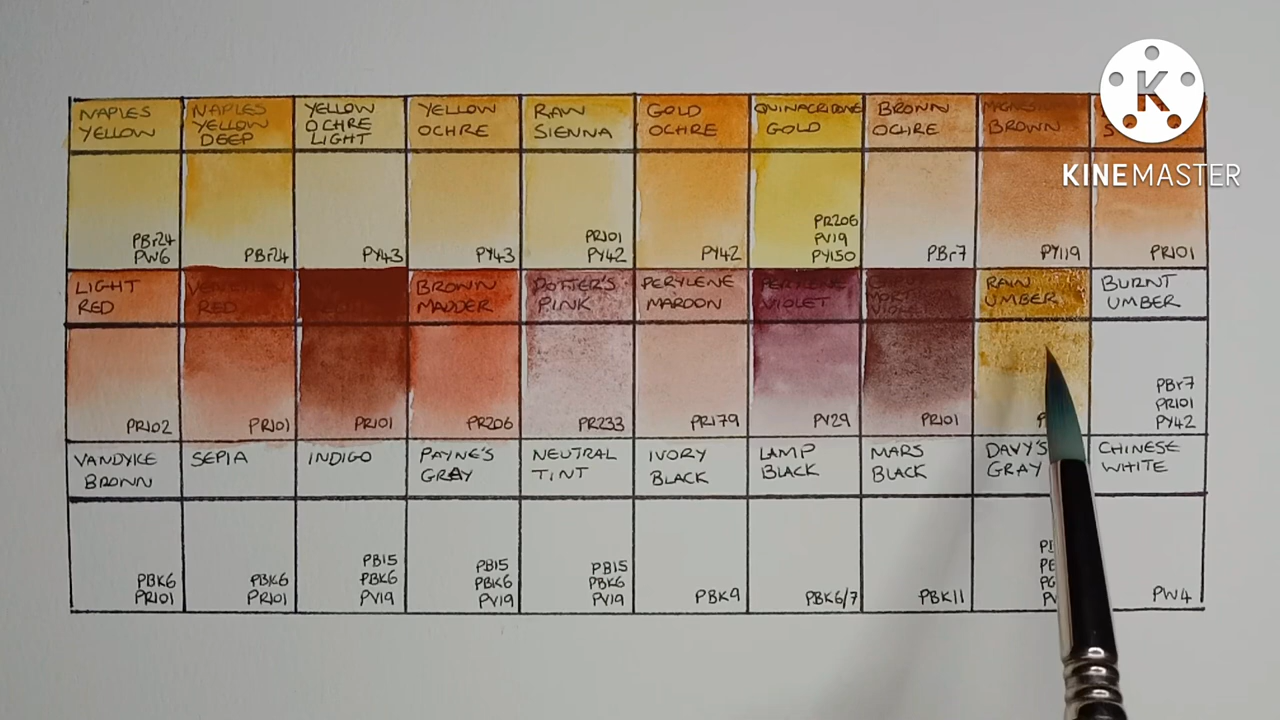 NAPLES YELLOW
NAPLES YELLOW DEEP
YELLOW OCHRE LIGHT
YELLOW OCHRE
RAW SIENNA
GOLD OCHRE
QUINACRIDONE GOLD
BROWN OCHRE
BROWN
PBr24 PW6
PBr24
PY43
PY43
PR101 PY42
PY42
PR206 PV19 PY150
PBr7
PY119
PR101
LIGHT RED
RED
BROWN MADDER
POTTER'S PINK
PERYLENE MAROON
PERYLENE VIOLET
RAW UMBER
BURNT UMBER
PR102
PR101
PR101
PR206
PR233
PR179
PV29
PR101
PBr7 PR101 PY42
VANDYKE BROWN
SEPIA
INDIGO
PAYNE'S GRAY
NEUTRAL TINT
IVORY BLACK
LAMP BLACK
MARS BLACK
DAVY'S GRAY
CHINESE WHITE
PBK6 PR101
PBK6 PR101
PB15 PBK6 PV19
PB15 PBK6 PV19
PB15 PBK6 PV19
PBK9
PBK6/7
PBK11
PW4
K
KINEMASTER